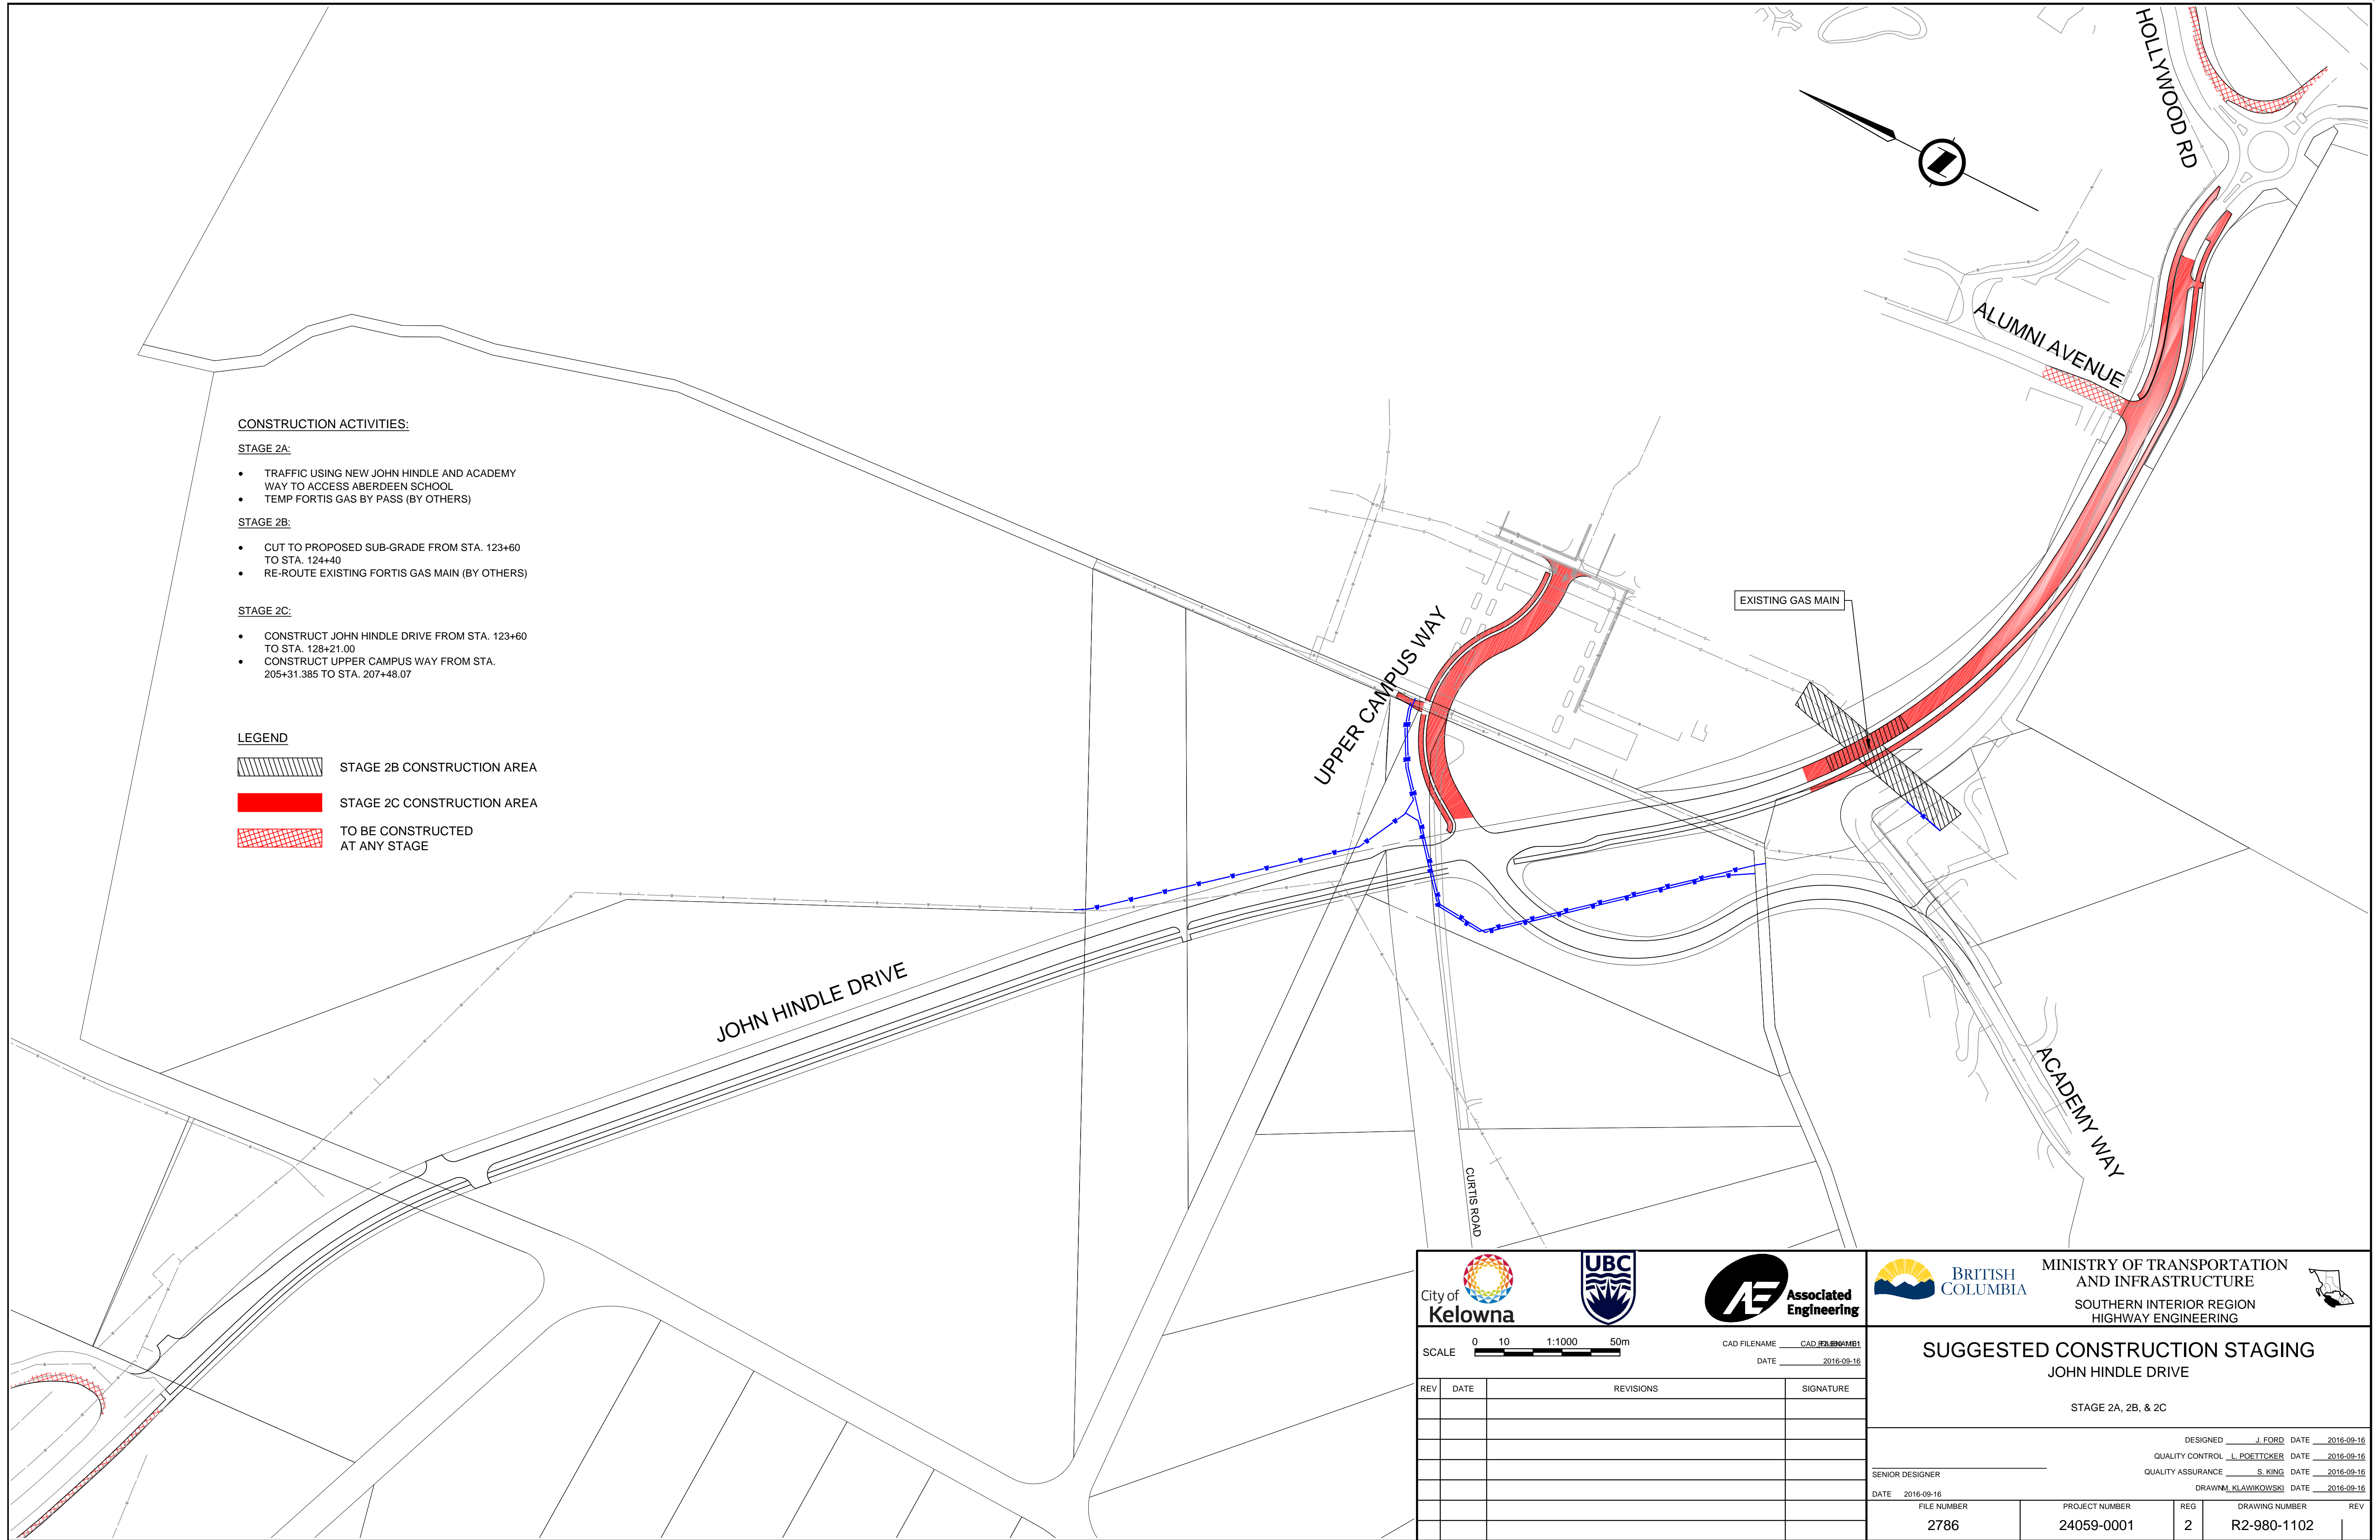 HOLLYWOOD RD
ALUMNI AVENUE
CONSTRUCTION ACTIVITIES:
STAGE 2A:
• TRAFFIC USING NEW JOHN HINDLE AND ACADEMY
WAY TO ACCESS ABERDEEN SCHOOL
• TEMP FORTIS GAS BY PASS (BY OTHERS)
STAGE 2B:
• CUT TO PROPOSED SUB-GRADE FROM STA. 123+60
TO STA. 124+40
• RE-ROUTE EXISTING FORTIS GAS MAIN (BY OTHERS)
STAGE 2C:
• CONSTRUCT JOHN HINDLE DRIVE FROM STA. 123+60
TO STA. 128+21.00
• CONSTRUCT UPPER CAMPUS WAY FROM STA.
205+31.385 TO STA. 207+48.07
LEGEND
STAGE 2B CONSTRUCTION AREA
STAGE 2C CONSTRUCTION AREA
TO BE CONSTRUCTED
AT ANY STAGE
EXISTING GAS MAIN
UPPER CAMPUS WAY
JOHN HINDLE DRIVE
ACADEMY WAY
CURTIS ROAD
City of
Kelowna
UBC
AE
Associated
Engineering
BRITISH
COLUMBIA
MINISTRY OF TRANSPORTATION
AND INFRASTRUCTURE
SOUTHERN INTERIOR REGION
HIGHWAY ENGINEERING
SCALE 0 10 1:1000 50m
CAD FILENAME
DATE 2016-09-16
REV DATE REVISIONS SIGNATURE
SUGGESTED CONSTRUCTION STAGING
JOHN HINDLE DRIVE
STAGE 2A, 2B, & 2C
DESIGNED J. FORD DATE 2016-09-16
QUALITY CONTROL L. POETTCKER DATE 2016-09-16
QUALITY ASSURANCE S. KING DATE 2016-09-16
DRAWN M. KLAWIKOWSKI DATE 2016-09-16
SENIOR DESIGNER
DATE 2016-09-16
FILE NUMBER PROJECT NUMBER REG DRAWING NUMBER REV
2786 24059-0001 2 R2-980-1102